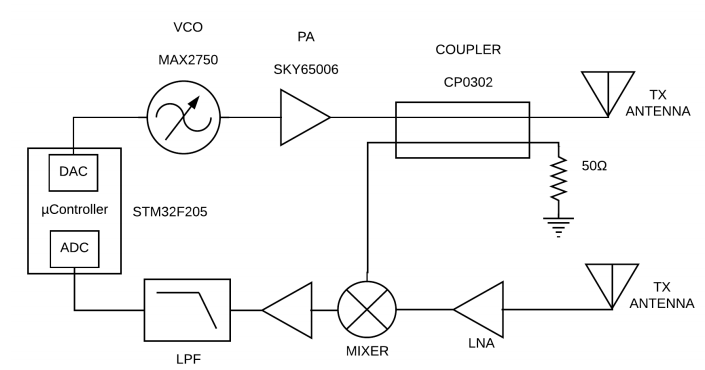 VCO
MAX2750
PA
SKY65006
COUPLER
CP0302
TX
ANTENNA
DAC
µController
ADC
STM32F205
50Ω
TX
ANTENNA
LPF
MIXER
LNA